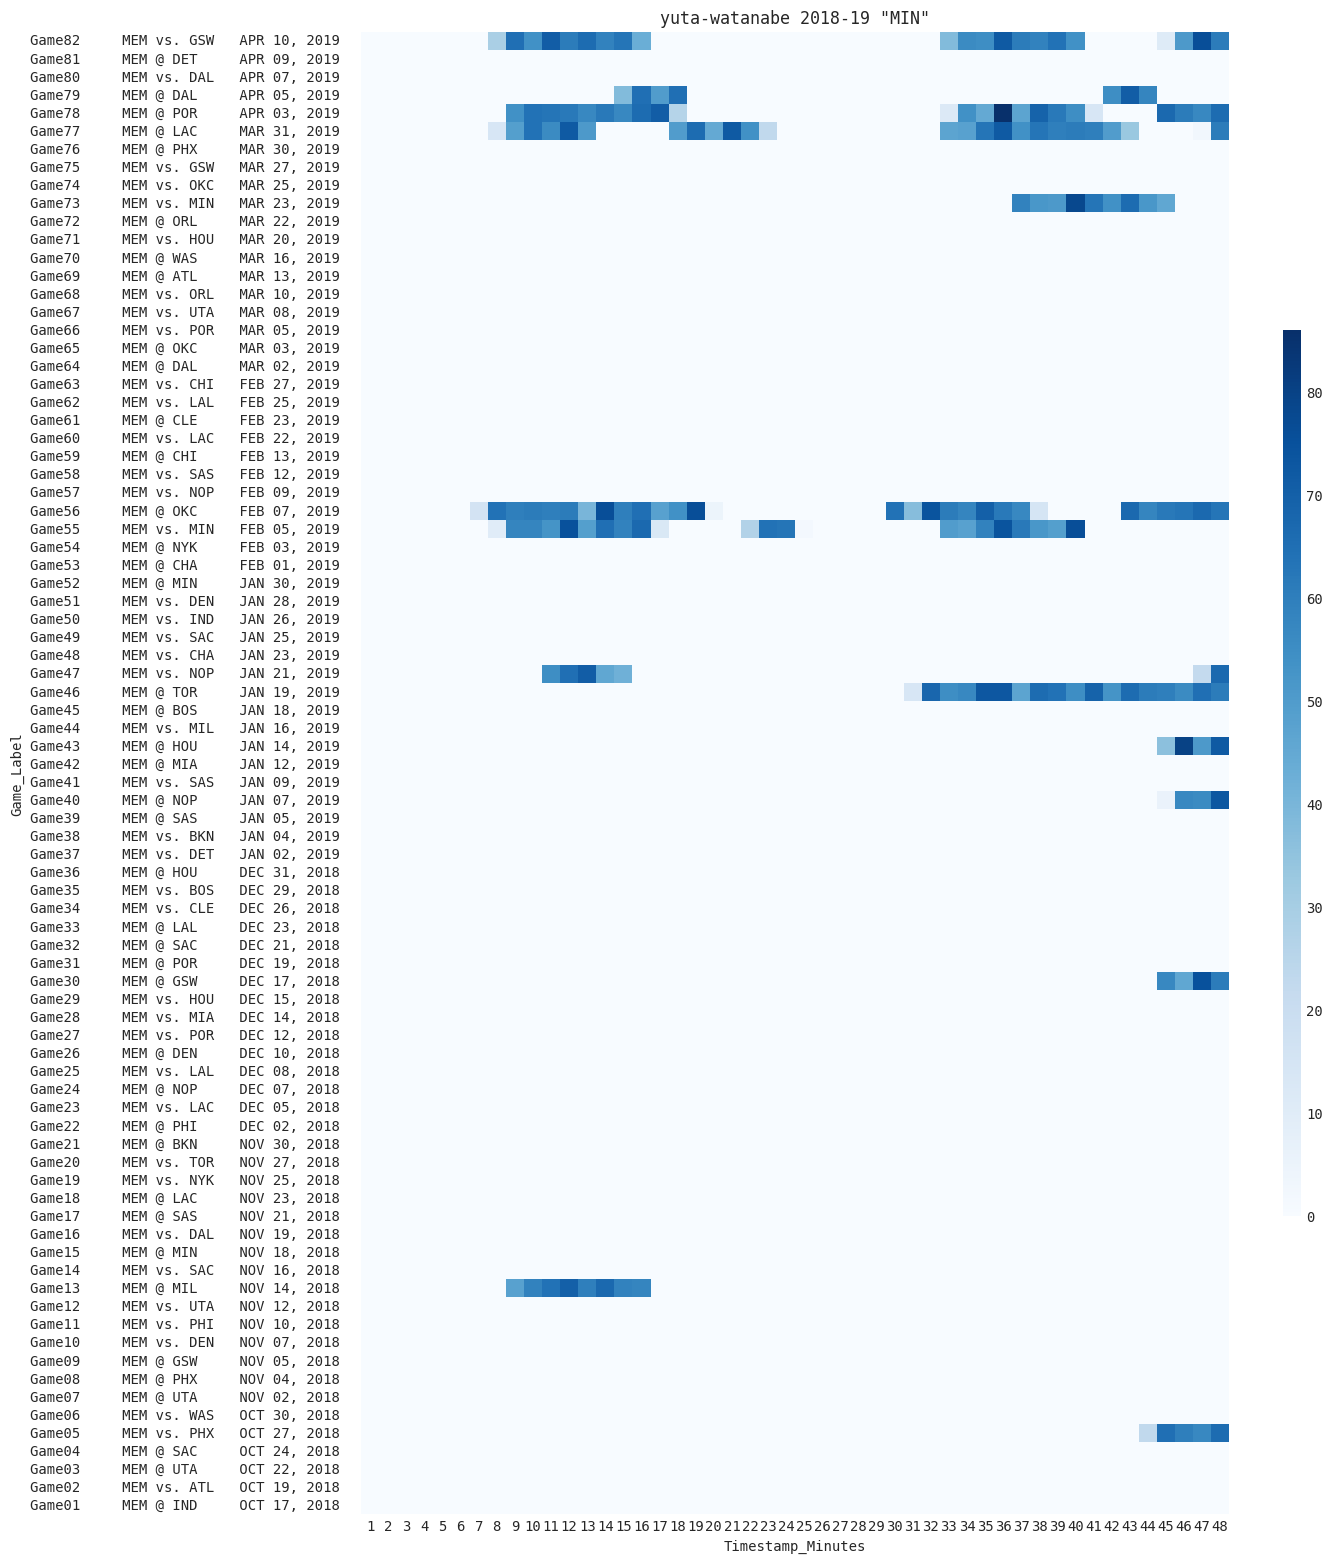 yuta-watanabe 2018-19 "MIN"
Game82 MEM vs. GSW APR 10, 2019
Game81 MEM @ DET APR 09, 2019
Game80 MEM vs. DAL APR 07, 2019
Game79 MEM @ DAL APR 05, 2019
Game78 MEM @ POR APR 03, 2019
Game77 MEM @ LAC MAR 31, 2019
Game76 MEM @ PHX MAR 30, 2019
Game75 MEM vs. GSW MAR 27, 2019
Game74 MEM vs. OKC MAR 25, 2019
Game73 MEM vs. MIN MAR 23, 2019
Game72 MEM @ ORL MAR 22, 2019
Game71 MEM vs. HOU MAR 20, 2019
Game70 MEM @ WAS MAR 16, 2019
Game69 MEM @ ATL MAR 13, 2019
Game68 MEM vs. ORL MAR 10, 2019
Game67 MEM vs. UTA MAR 08, 2019
Game66 MEM vs. POR MAR 05, 2019
Game65 MEM @ OKC MAR 03, 2019
Game64 MEM @ DAL MAR 02, 2019
Game63 MEM vs. CHI FEB 27, 2019
Game62 MEM vs. LAL FEB 25, 2019
Game61 MEM @ CLE FEB 23, 2019
Game60 MEM vs. LAC FEB 22, 2019
Game59 MEM @ CHI FEB 13, 2019
Game58 MEM vs. SAS FEB 12, 2019
Game57 MEM vs. NOP FEB 09, 2019
Game56 MEM @ OKC FEB 07, 2019
Game55 MEM vs. MIN FEB 05, 2019
Game54 MEM @ NYK FEB 03, 2019
Game53 MEM @ CHA FEB 01, 2019
Game52 MEM @ MIN JAN 30, 2019
Game51 MEM vs. DEN JAN 28, 2019
Game50 MEM vs. IND JAN 26, 2019
Game49 MEM vs. SAC JAN 25, 2019
Game48 MEM vs. CHA JAN 23, 2019
Game47 MEM vs. NOP JAN 21, 2019
Game46 MEM @ TOR JAN 19, 2019
Game45 MEM @ BOS JAN 18, 2019
Game44 MEM vs. MIL JAN 16, 2019
Game43 MEM @ HOU JAN 14, 2019
Game42 MEM @ MIA JAN 12, 2019
Game41 MEM vs. SAS JAN 09, 2019
Game40 MEM @ NOP JAN 07, 2019
Game39 MEM @ SAS JAN 05, 2019
Game38 MEM vs. BKN JAN 04, 2019
Game37 MEM vs. DET JAN 02, 2019
Game36 MEM @ HOU DEC 31, 2018
Game35 MEM vs. BOS DEC 29, 2018
Game34 MEM vs. CLE DEC 26, 2018
Game33 MEM @ LAL DEC 23, 2018
Game32 MEM @ SAC DEC 21, 2018
Game31 MEM @ POR DEC 19, 2018
Game30 MEM @ GSW DEC 17, 2018
Game29 MEM vs. HOU DEC 15, 2018
Game28 MEM vs. MIA DEC 14, 2018
Game27 MEM vs. POR DEC 12, 2018
Game26 MEM @ DEN DEC 10, 2018
Game25 MEM vs. LAL DEC 08, 2018
Game24 MEM @ NOP DEC 07, 2018
Game23 MEM vs. LAC DEC 05, 2018
Game22 MEM @ PHI DEC 02, 2018
Game21 MEM @ BKN NOV 30, 2018
Game20 MEM vs. TOR NOV 27, 2018
Game19 MEM vs. NYK NOV 25, 2018
Game18 MEM @ LAC NOV 23, 2018
Game17 MEM @ SAS NOV 21, 2018
Game16 MEM vs. DAL NOV 19, 2018
Game15 MEM @ MIN NOV 18, 2018
Game14 MEM vs. SAC NOV 16, 2018
Game13 MEM @ MIL NOV 14, 2018
Game12 MEM vs. UTA NOV 12, 2018
Game11 MEM vs. PHI NOV 10, 2018
Game10 MEM vs. DEN NOV 07, 2018
Game09 MEM @ GSW NOV 05, 2018
Game08 MEM @ PHX NOV 04, 2018
Game07 MEM @ UTA NOV 02, 2018
Game06 MEM vs. WAS OCT 30, 2018
Game05 MEM vs. PHX OCT 27, 2018
Game04 MEM @ SAC OCT 24, 2018
Game03 MEM @ UTA OCT 22, 2018
Game02 MEM vs. ATL OCT 19, 2018
Game01 MEM @ IND OCT 17, 2018
Game_Label
1 2 3 4 5 6 7 8 9 10 11 12 13 14 15 16 17 18 19 20 21 22 23 24 25 26 27 28 29 30 31 32 33 34 35 36 37 38 39 40 41 42 43 44 45 46 47 48
Timestamp_Minutes
80
70
60
50
40
30
20
10
0